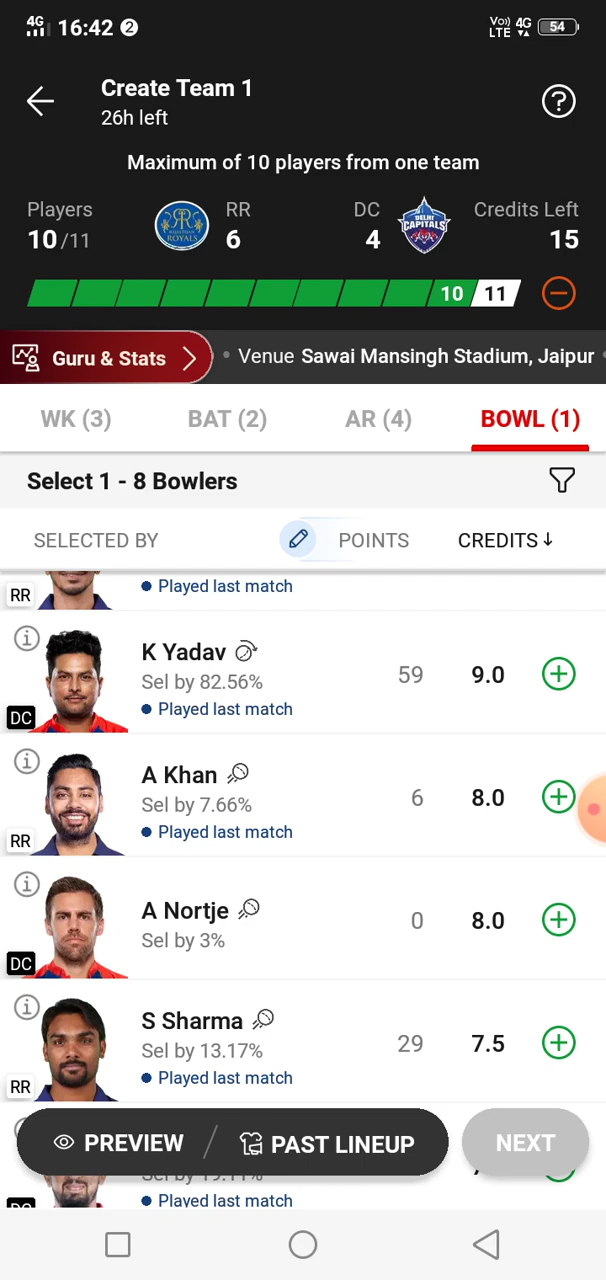 4G 16:42 2 Vo) LTE 4G 54
Create Team 1
26h left
?
Maximum of 10 players from one team
Players RR DC Credits Left
10/11 6 4 15
RAJASTHAN ROYALS
DELHI CAPITALS
10 11
Guru & Stats • Venue Sawai Mansingh Stadium, Jaipur
WK (3) BAT (2) AR (4) BOWL (1)
Select 1 - 8 Bowlers
SELECTED BY POINTS CREDITS ↓
Played last match
RR
K Yadav
Sel by 82.56% 59 9.0
Played last match
DC
A Khan
Sel by 7.66% 6 8.0
Played last match
RR
A Nortje
Sel by 3% 0 8.0
DC
S Sharma
Sel by 13.17% 29 7.5
Played last match
RR
PREVIEW / PAST LINEUP NEXT
Played last match